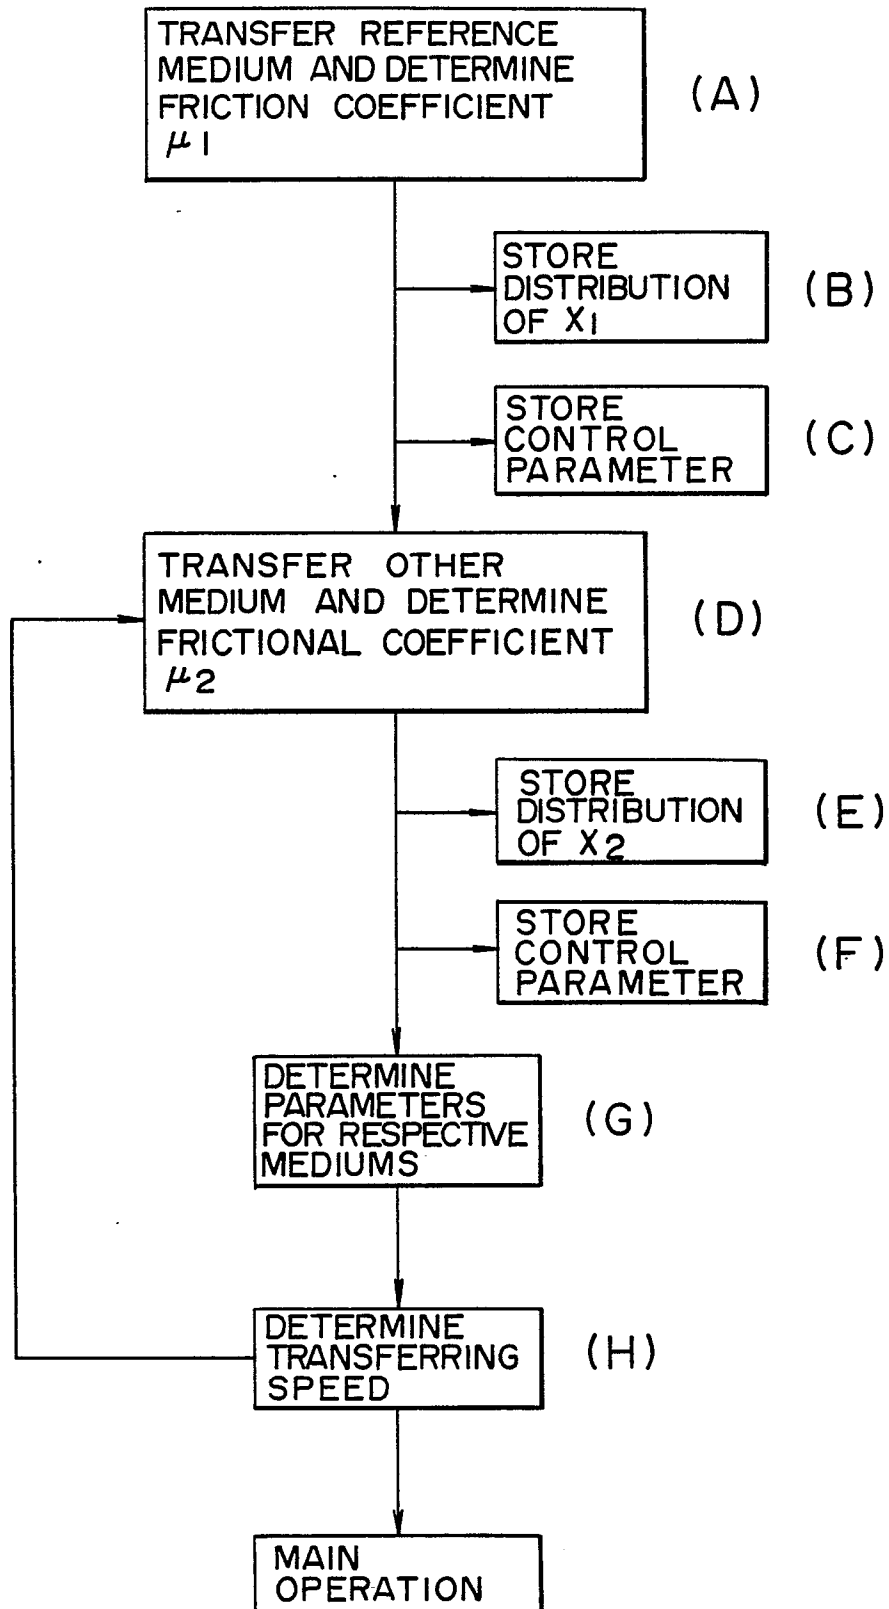 TRANSFER REFERENCE
MEDIUM AND DETERMINE
FRICTION COEFFICIENT
μ1
(A)
STORE
DISTRIBUTION
OF X1
(B)
STORE
CONTROL
PARAMETER
(C)
TRANSFER OTHER
MEDIUM AND DETERMINE
FRICTIONAL COEFFICIENT
μ2
(D)
STORE
DISTRIBUTION
OF X2
(E)
STORE
CONTROL
PARAMETER
(F)
DETERMINE
PARAMETERS
FOR RESPECTIVE
MEDIUMS
(G)
DETERMINE
TRANSFERRING
SPEED
(H)
MAIN
OPERATION